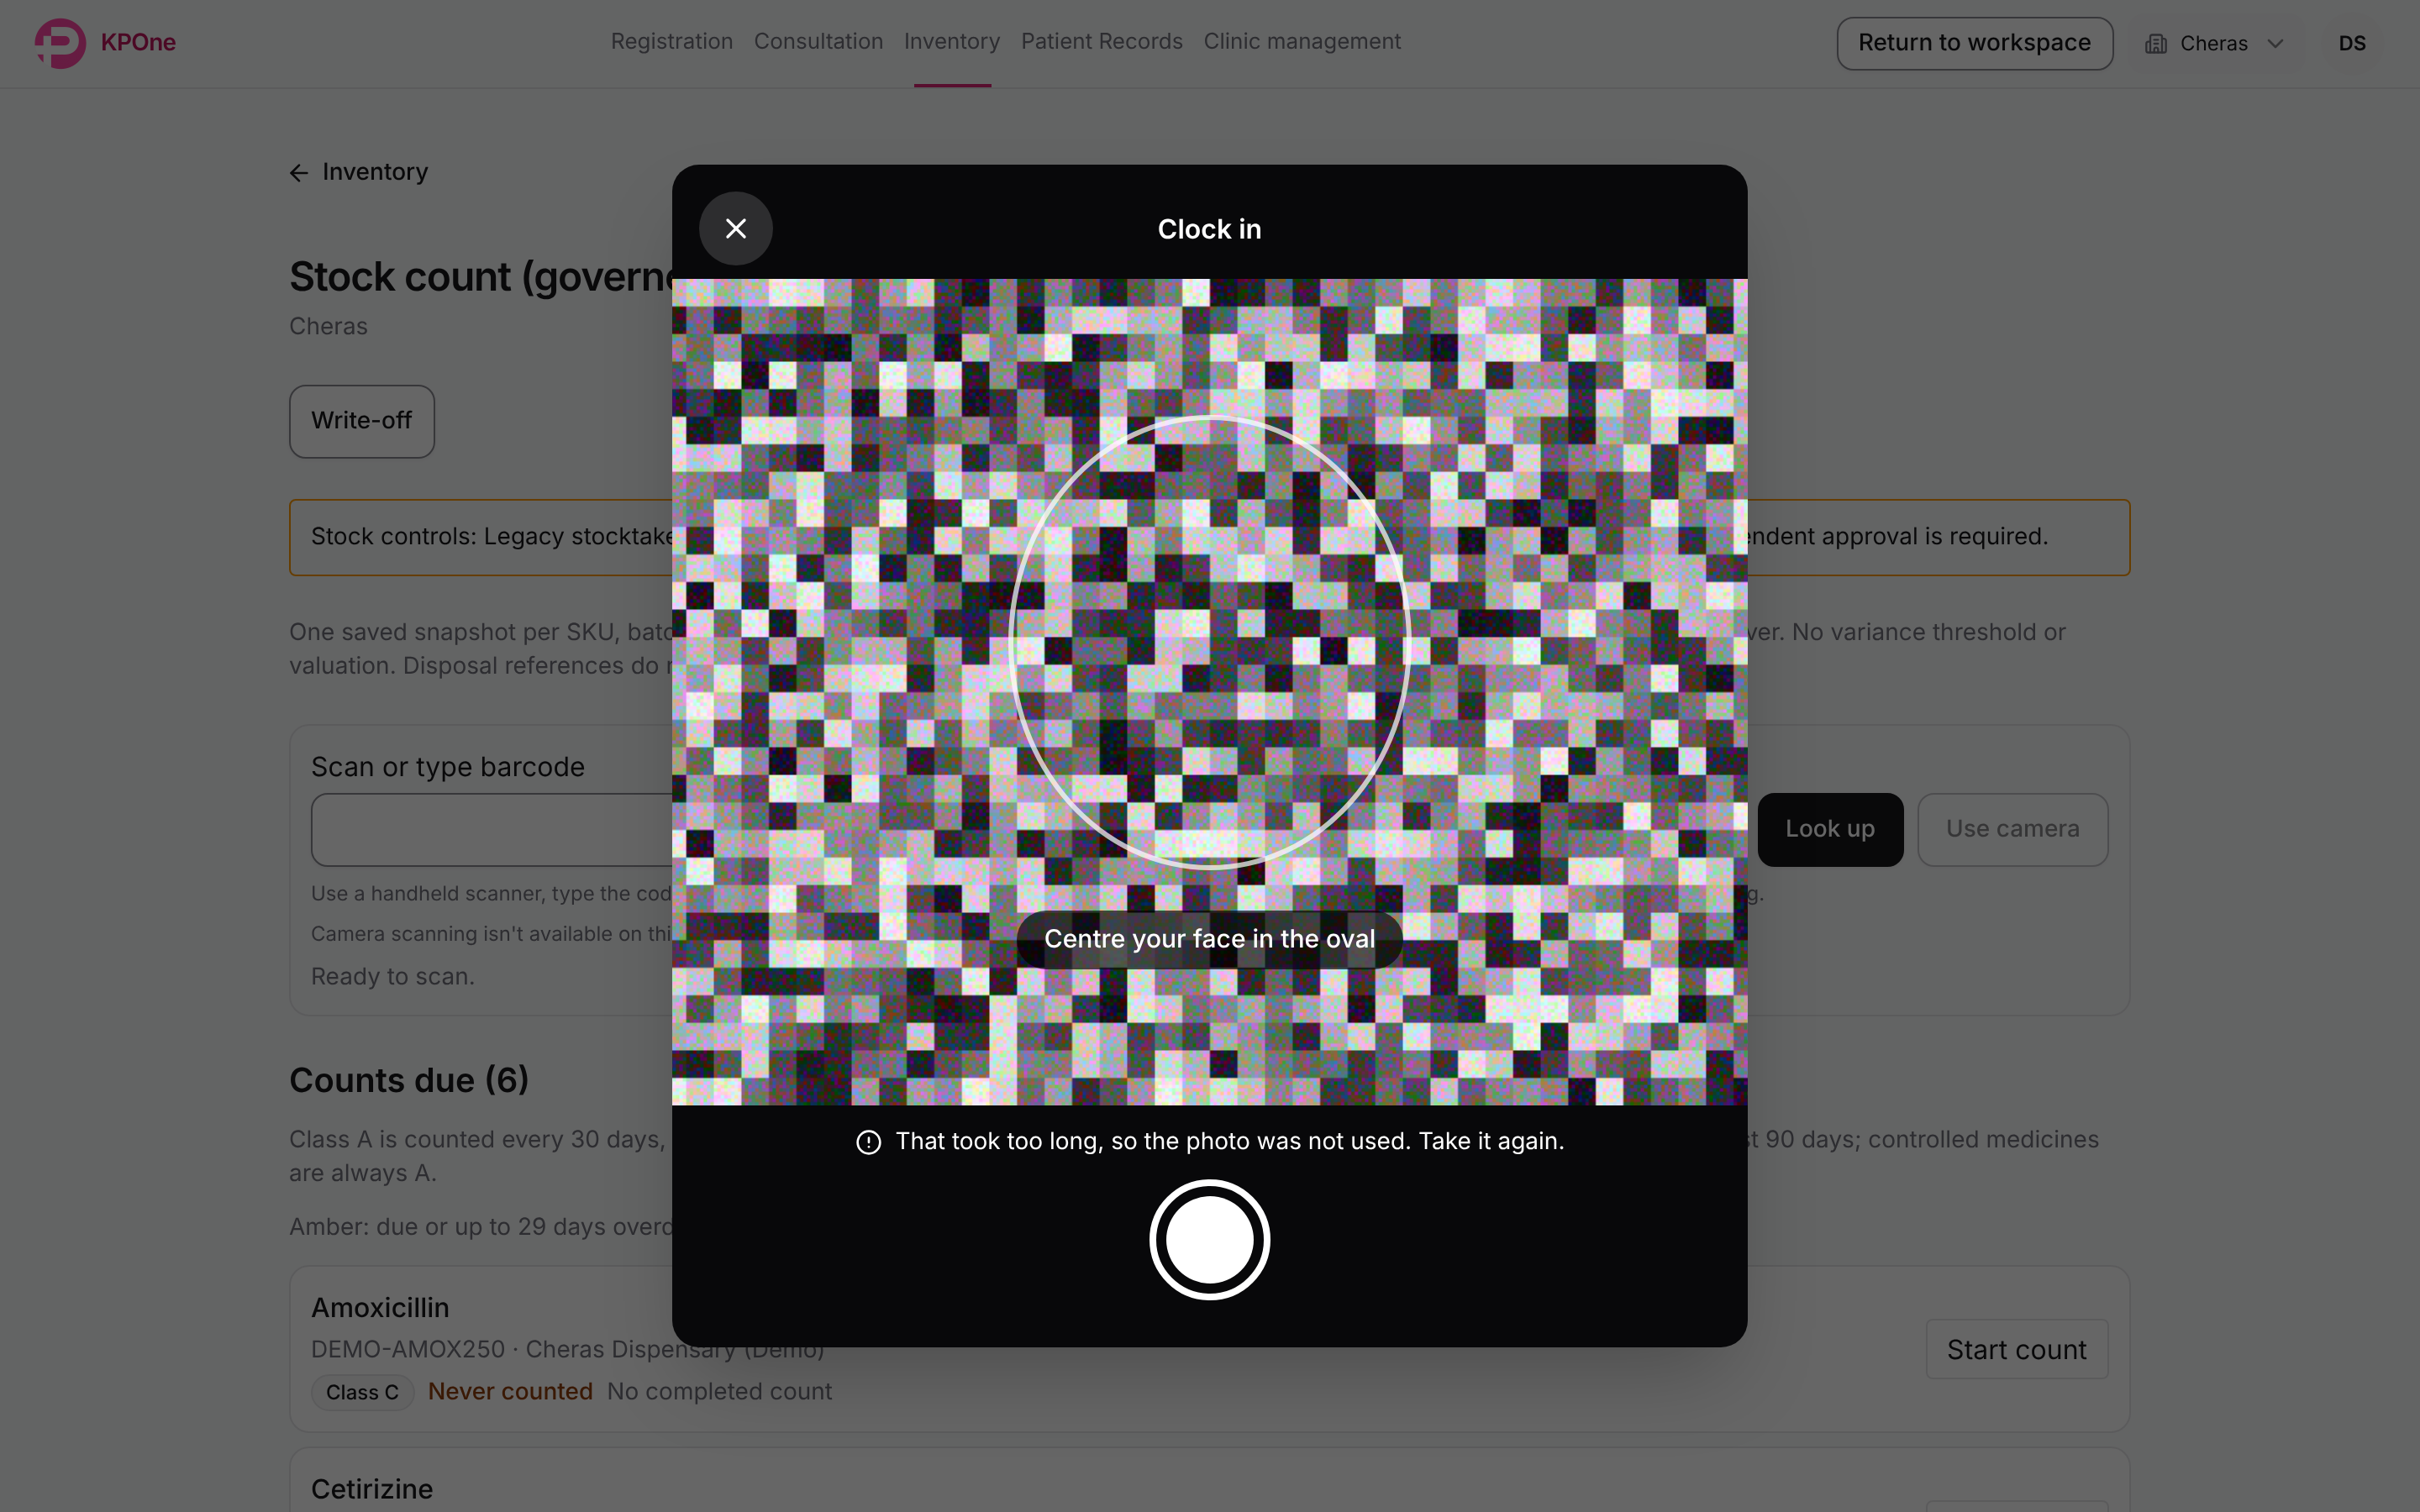 KPOne
Registration Consultation Inventory Patient Records Clinic management
Return to workspace
Cheras
DS
Inventory
Stock count (governe
Cheras
Write-off
Stock controls: Legacy stocktake
endent approval is required.
One saved snapshot per SKU, batc
ver. No variance threshold or
valuation. Disposal references do n
Scan or type barcode
Look up
Use camera
Use a handheld scanner, type the cod
g.
Camera scanning isn't available on thi
Ready to scan.
Counts due (6)
Class A is counted every 30 days,
st 90 days; controlled medicines
are always A.
Amber: due or up to 29 days overd
Amoxicillin
DEMO-AMOX250 · Cheras Dispensary (Demo)
Class C Never counted No completed count
Start count
Cetirizine
Clock in
Centre your face in the oval
That took too long, so the photo was not used. Take it again.